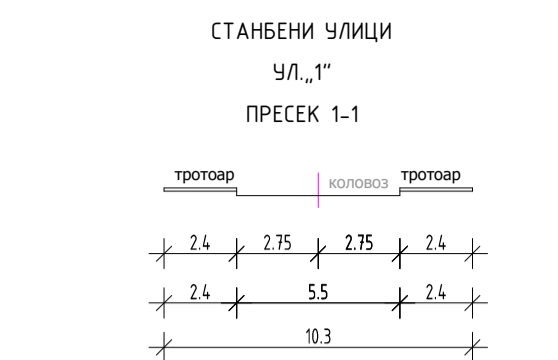 СТАНБЕНИ УЛИЦИ
УЛ.„1“
ПРЕСЕК 1-1
тротоар коловоз тротоар
2.4 2.75 2.75 2.4
2.4 5.5 2.4
10.3